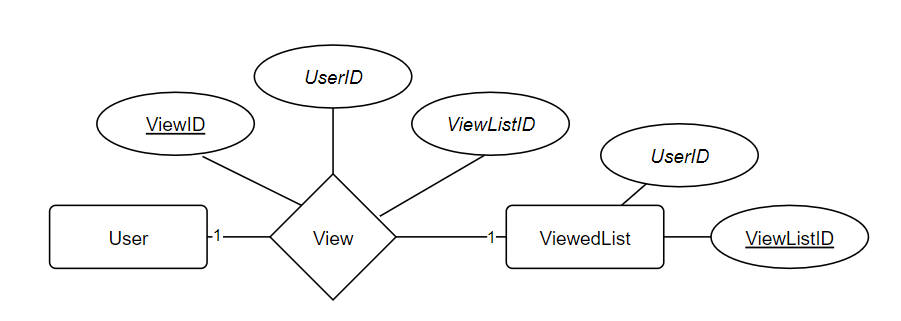 UserID
ViewID
ViewListID
UserID
User
1
View
1
ViewedList
ViewListID